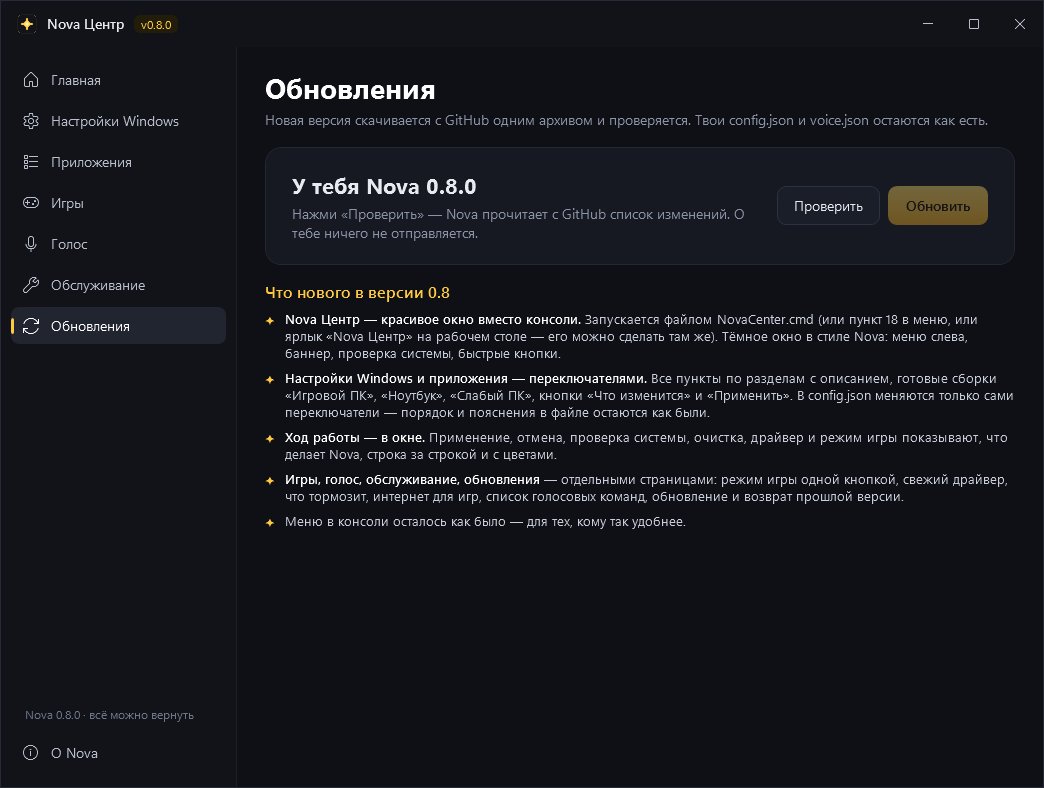 Nova Центр v0.8.0
Главная
Настройки Windows
Приложения
Игры
Голос
Обслуживание
Обновления
Nova 0.8.0 · всё можно вернуть
О Nova
Обновления
Новая версия скачивается с GitHub одним архивом и проверяется. Твои config.json и voice.json остаются как есть.
У тебя Nova 0.8.0
Нажми «Проверить» — Nova прочитает с GitHub список изменений. О
тебе ничего не отправляется.
Проверить
Обновить
Что нового в версии 0.8
Nova Центр — красивое окно вместо консоли. Запускается файлом NovaCenter.cmd (или пункт 18 в меню, или
ярлык «Nova Центр» на рабочем столе — его можно сделать там же). Тёмное окно в стиле Nova: меню слева,
баннер, проверка системы, быстрые кнопки.
Настройки Windows и приложения — переключателями. Все пункты по разделам с описанием, готовые сборки
«Игровой ПК», «Ноутбук», «Слабый ПК», кнопки «Что изменится» и «Применить». В config.json меняются только сами
переключатели — порядок и пояснения в файле остаются как были.
Ход работы — в окне. Применение, отмена, проверка системы, очистка, драйвер и режим игры показывают, что
делает Nova, строка за строкой и с цветами.
Игры, голос, обслуживание, обновления — отдельными страницами: режим игры одной кнопкой, свежий драйвер,
что тормозит, интернет для игр, список голосовых команд, обновление и возврат прошлой версии.
Меню в консоли осталось как было — для тех, кому так удобнее.